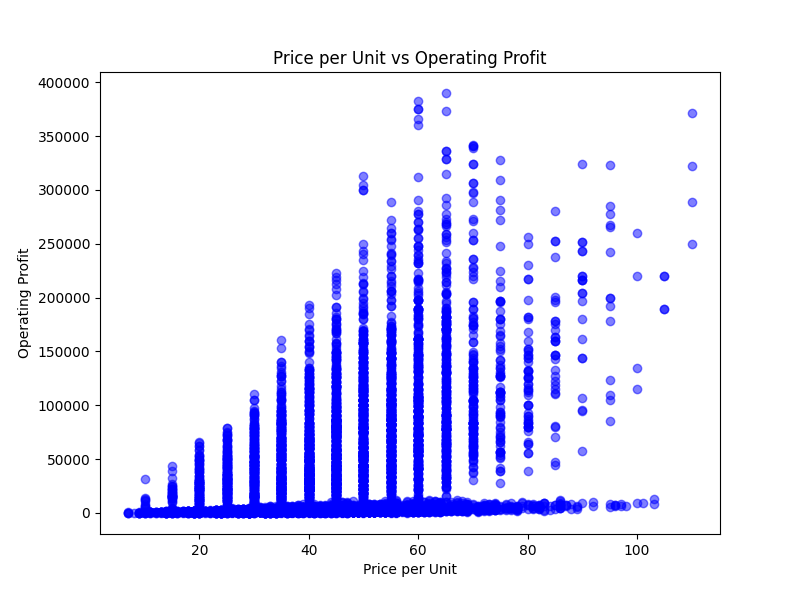 Price per Unit vs Operating Profit
400000
350000
300000
250000
200000
150000
100000
50000
0
Operating Profit
20 40 60 80 100
Price per Unit